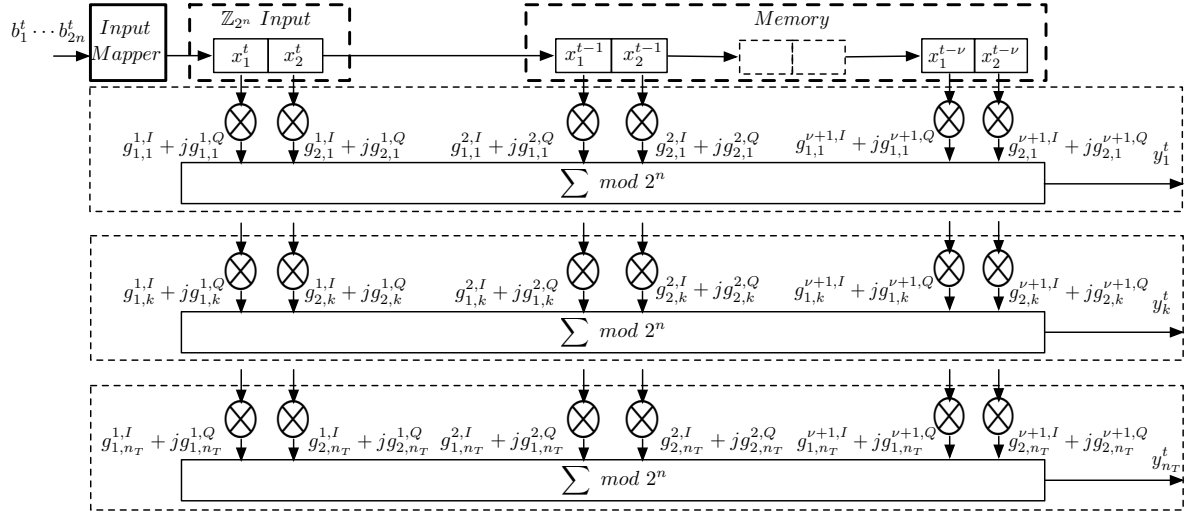 b_1^t ⋯ b_{2n}^t
Input Mapper
ℤ_{2^n} Input
Memory
x_1^t x_2^t x_1^{t−1} x_2^{t−1} x_1^{t−ν} x_2^{t−ν}
g_{1,1}^{1,I} + jg_{1,1}^{1,Q} g_{2,1}^{1,I} + jg_{2,1}^{1,Q} g_{1,1}^{2,I} + jg_{1,1}^{2,Q} g_{2,1}^{2,I} + jg_{2,1}^{2,Q} g_{1,1}^{ν+1,I} + jg_{1,1}^{ν+1,Q} g_{2,1}^{ν+1,I} + jg_{2,1}^{ν+1,Q} y_1^t
∑ mod 2^n
g_{1,k}^{1,I} + jg_{1,k}^{1,Q} g_{2,k}^{1,I} + jg_{2,k}^{1,Q} g_{1,k}^{2,I} + jg_{1,k}^{2,Q} g_{2,k}^{2,I} + jg_{2,k}^{2,Q} g_{1,k}^{ν+1,I} + jg_{1,k}^{ν+1,Q} g_{2,k}^{ν+1,I} + jg_{2,k}^{ν+1,Q} y_k^t
∑ mod 2^n
g_{1,n_T}^{1,I} + jg_{1,n_T}^{1,Q} g_{2,n_T}^{1,I} + jg_{2,n_T}^{1,Q} g_{1,n_T}^{2,I} + jg_{1,n_T}^{2,Q} g_{2,n_T}^{2,I} + jg_{2,n_T}^{2,Q} g_{1,n_T}^{ν+1,I} + jg_{1,n_T}^{ν+1,Q} g_{2,n_T}^{ν+1,I} + jg_{2,n_T}^{ν+1,Q} y_{n_T}^t
∑ mod 2^n